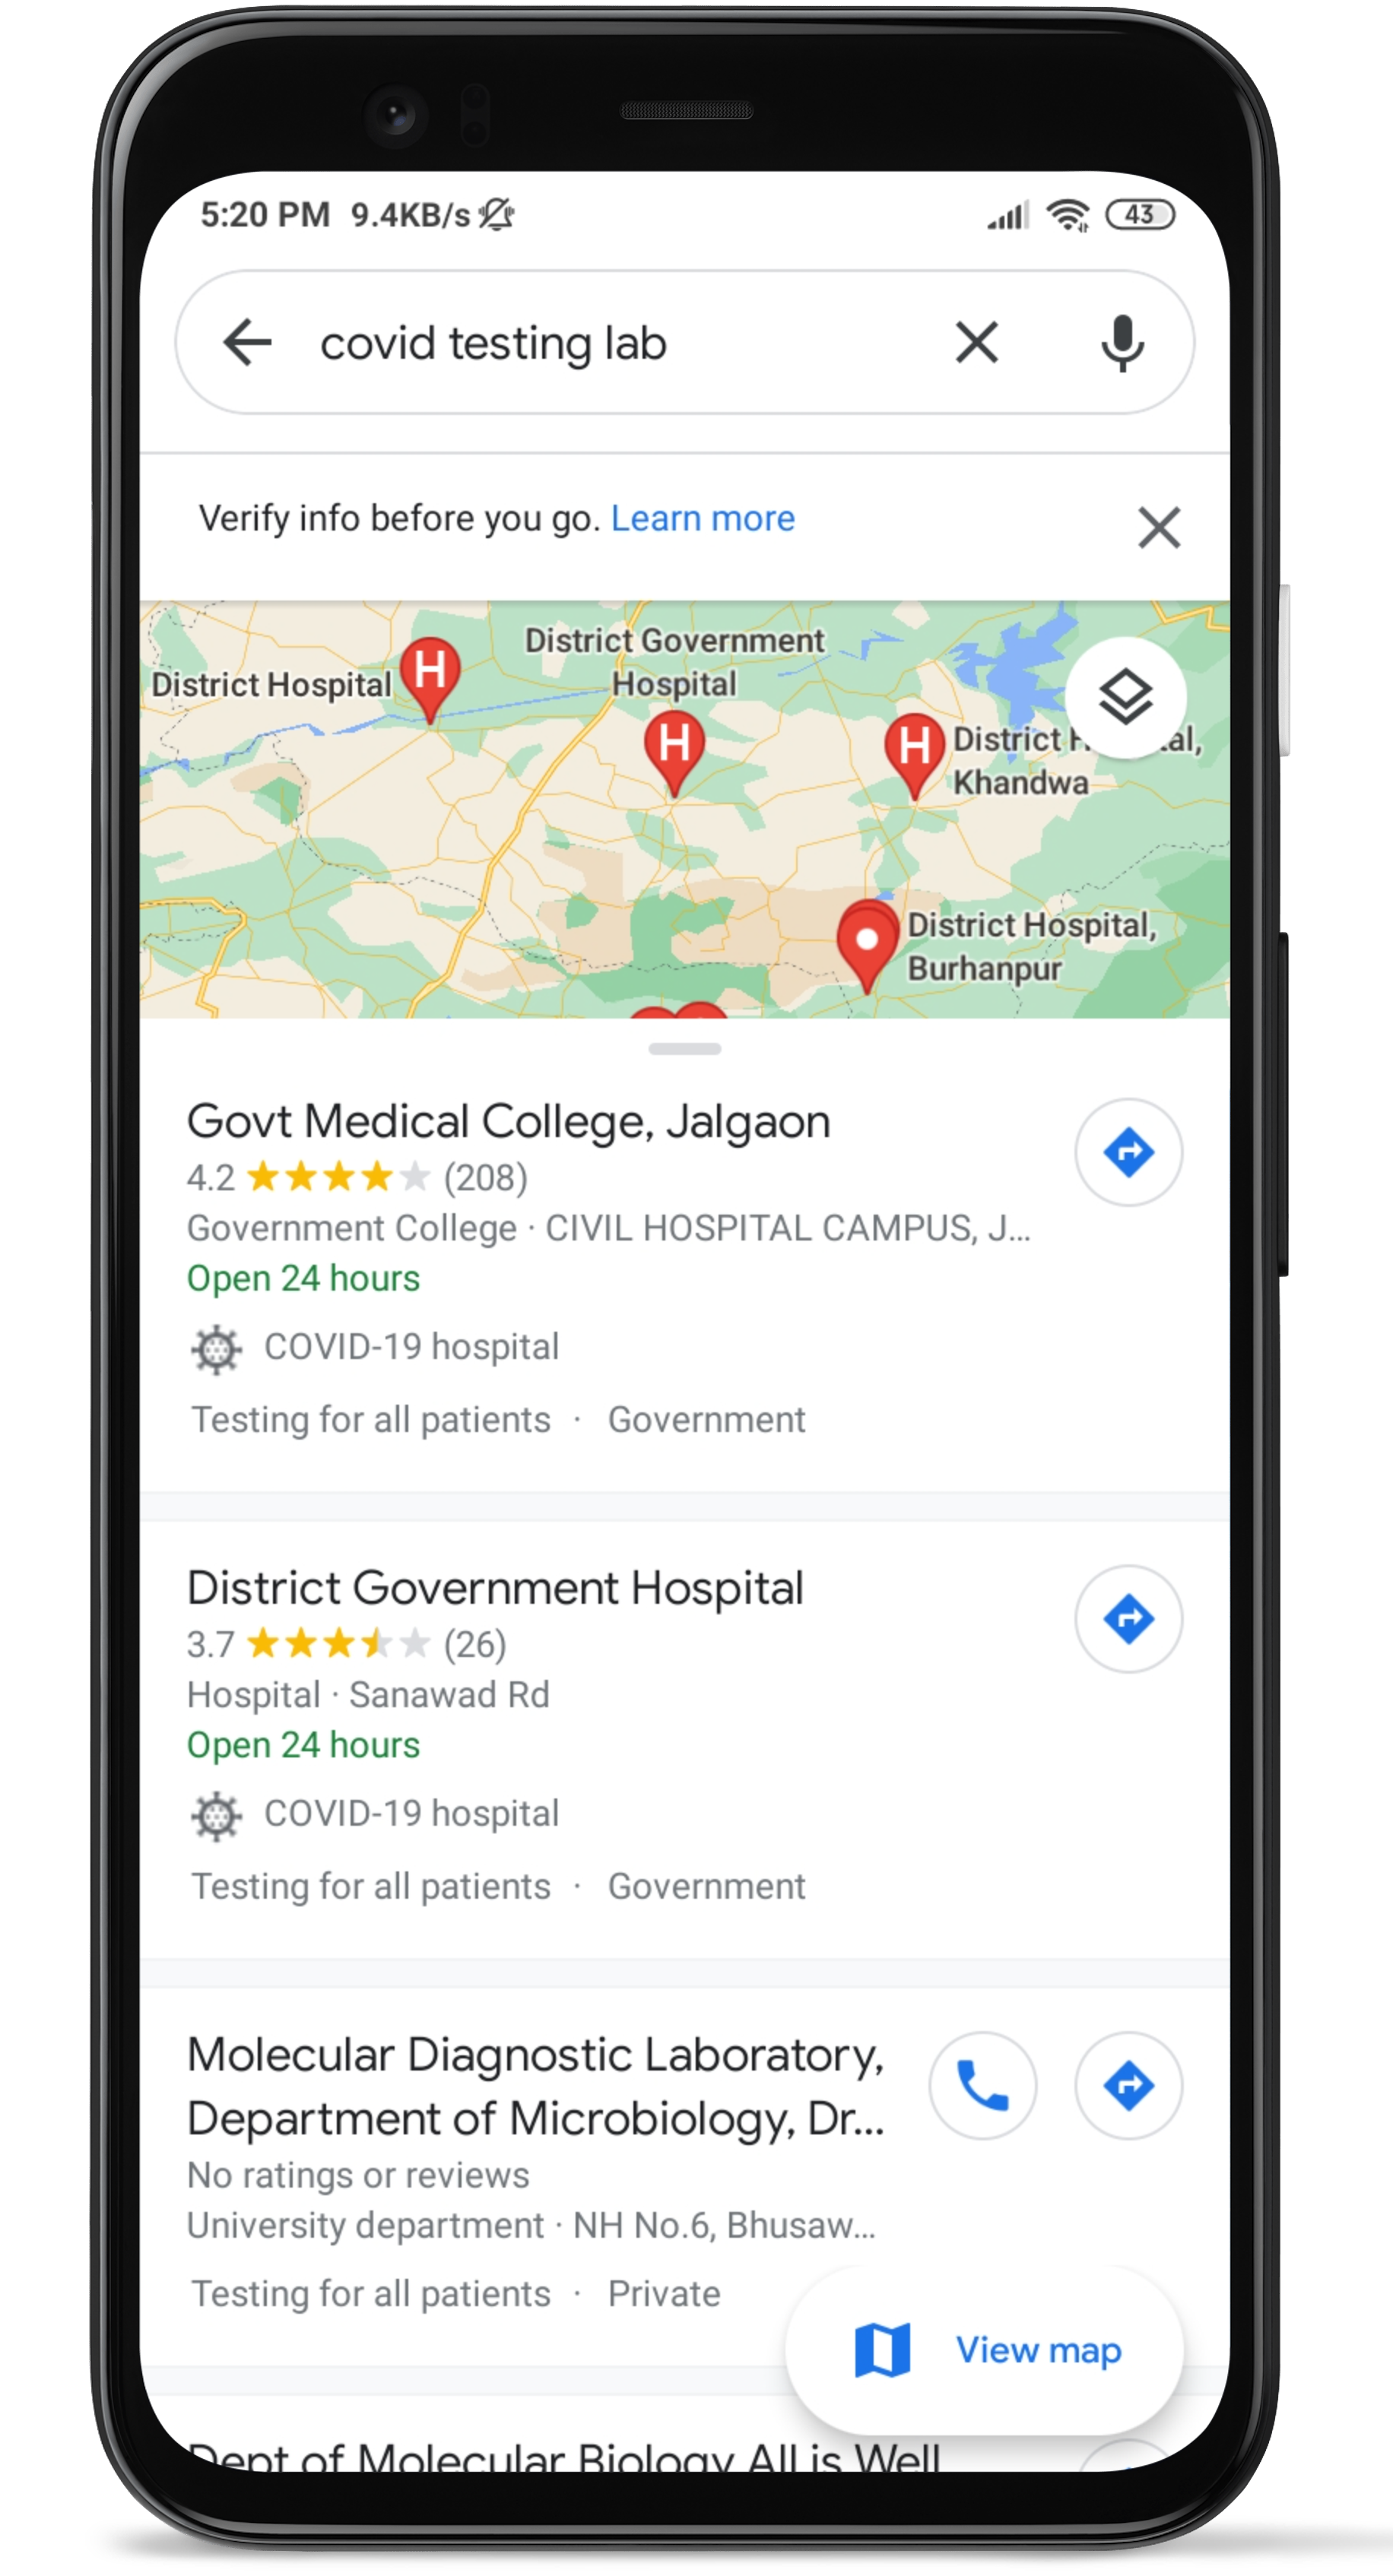 5:20 PM 9.4KB/s
43
covid testing lab
Verify info before you go. Learn more
District Hospital
District Government
Hospital
District
Khandwa
District Hospital,
Burhanpur
Govt Medical College, Jalgaon
4.2 (208)
Government College · CIVIL HOSPITAL CAMPUS, J...
Open 24 hours
COVID-19 hospital
Testing for all patients · Government
District Government Hospital
3.7 (26)
Hospital · Sanawad Rd
Open 24 hours
COVID-19 hospital
Testing for all patients · Government
Molecular Diagnostic Laboratory,
Department of Microbiology, Dr...
No ratings or reviews
University department · NH No.6, Bhusaw...
Testing for all patients · Private
View map
Dept of Molecular Biology All is Well